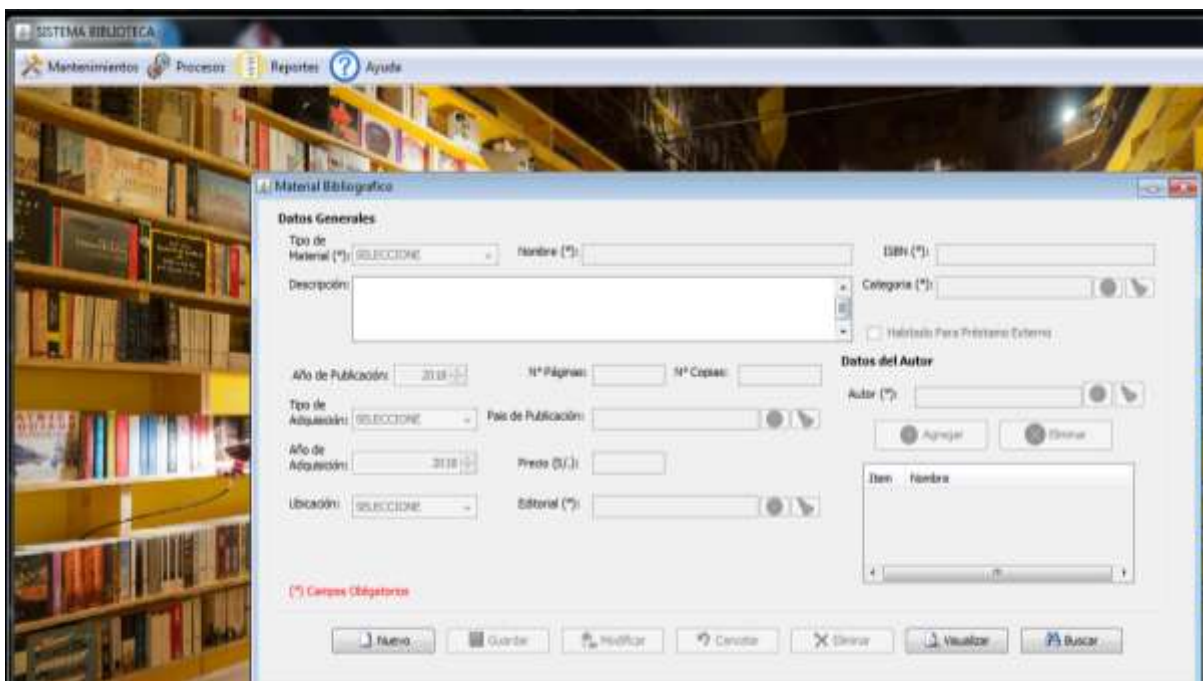 SISTEMA BIBLIOTECA
Mantenimientos Procesos Reportes Ayuda
Material Bibliografico
Datos Generales
Tipo de Material (*): SELECCIONE Nombre (*): ISBN (*):
Descripción: Categoria (*):
Habilitado Para Préstamo Externo
Datos del Autor
Año de Publicación: 2018 N° Páginas: N° Copias:
Autor (*):
Tipo de Adquisición: SELECCIONE Pais de Publicación:
Agregar Eliminar
Año de Adquisición: 2018 Precio (S/.):
Item Nombre
Ubicación: SELECCIONE Editorial (*):
(*) Campos Obligatorios
Nuevo Guardar Modificar Cancelar Eliminar Visualizar Buscar